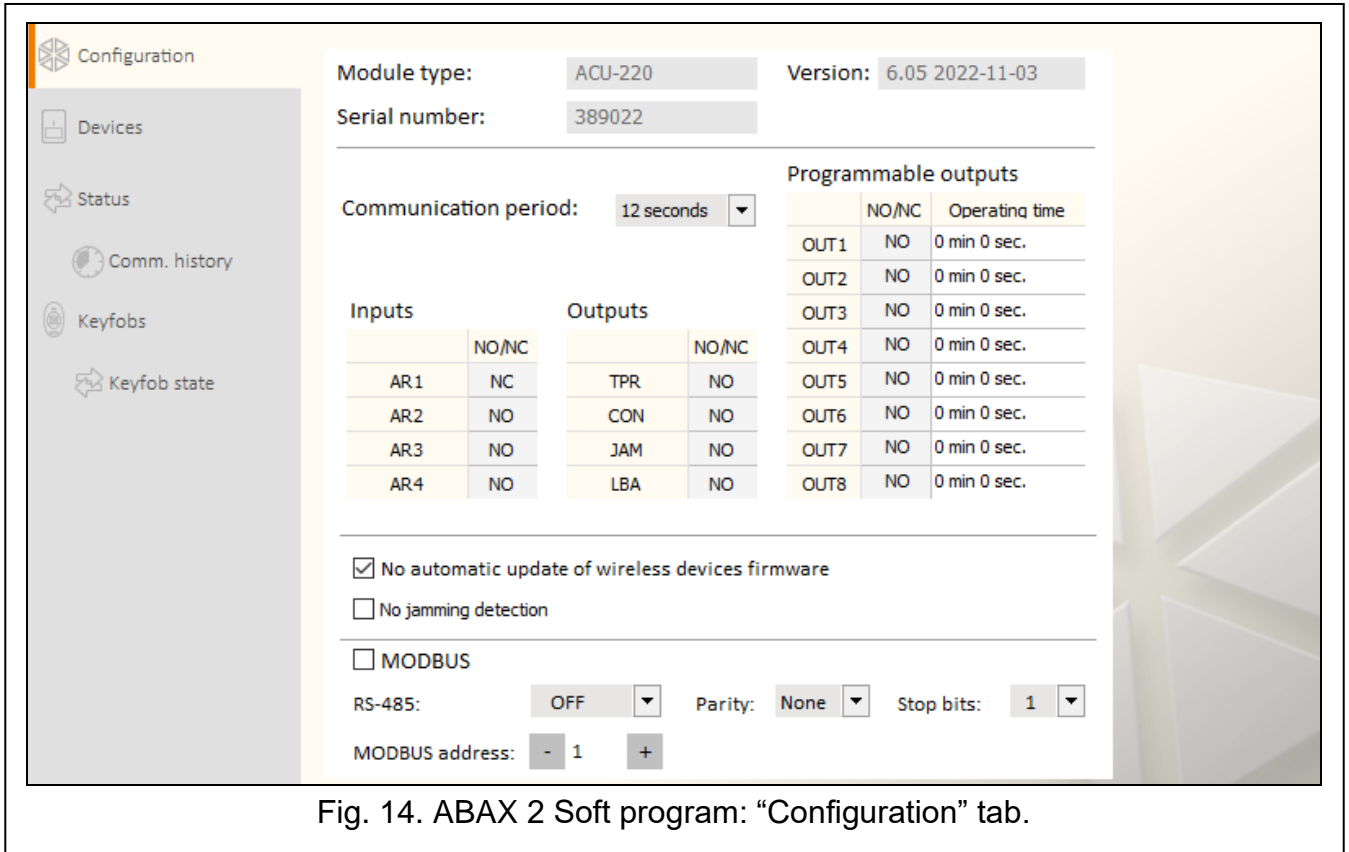 Configuration
Devices
Status
Comm. history
Keyfobs
Keyfob state
Module type: ACU-220 Version: 6.05 2022-11-03
Serial number: 389022
Communication period: 12 seconds
Programmable outputs
NO/NC Operating time
OUT1 NO 0 min 0 sec.
OUT2 NO 0 min 0 sec.
OUT3 NO 0 min 0 sec.
OUT4 NO 0 min 0 sec.
OUT5 NO 0 min 0 sec.
OUT6 NO 0 min 0 sec.
OUT7 NO 0 min 0 sec.
OUT8 NO 0 min 0 sec.
Inputs
NO/NC
AR1 NC
AR2 NO
AR3 NO
AR4 NO
Outputs
NO/NC
TPR NO
CON NO
JAM NO
LBA NO
No automatic update of wireless devices firmware
No jamming detection
MODBUS
RS-485: OFF Parity: None Stop bits: 1
MODBUS address: - 1 +
Fig. 14. ABAX 2 Soft program: “Configuration” tab.